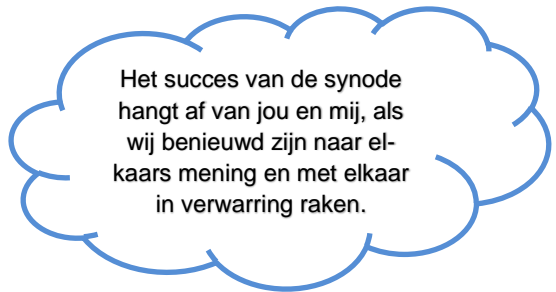 Het succes van de synode
hangt af van jou en mij, als
wij benieuwd zijn naar el-
kaars mening en met elkaar
in verwarring raken.